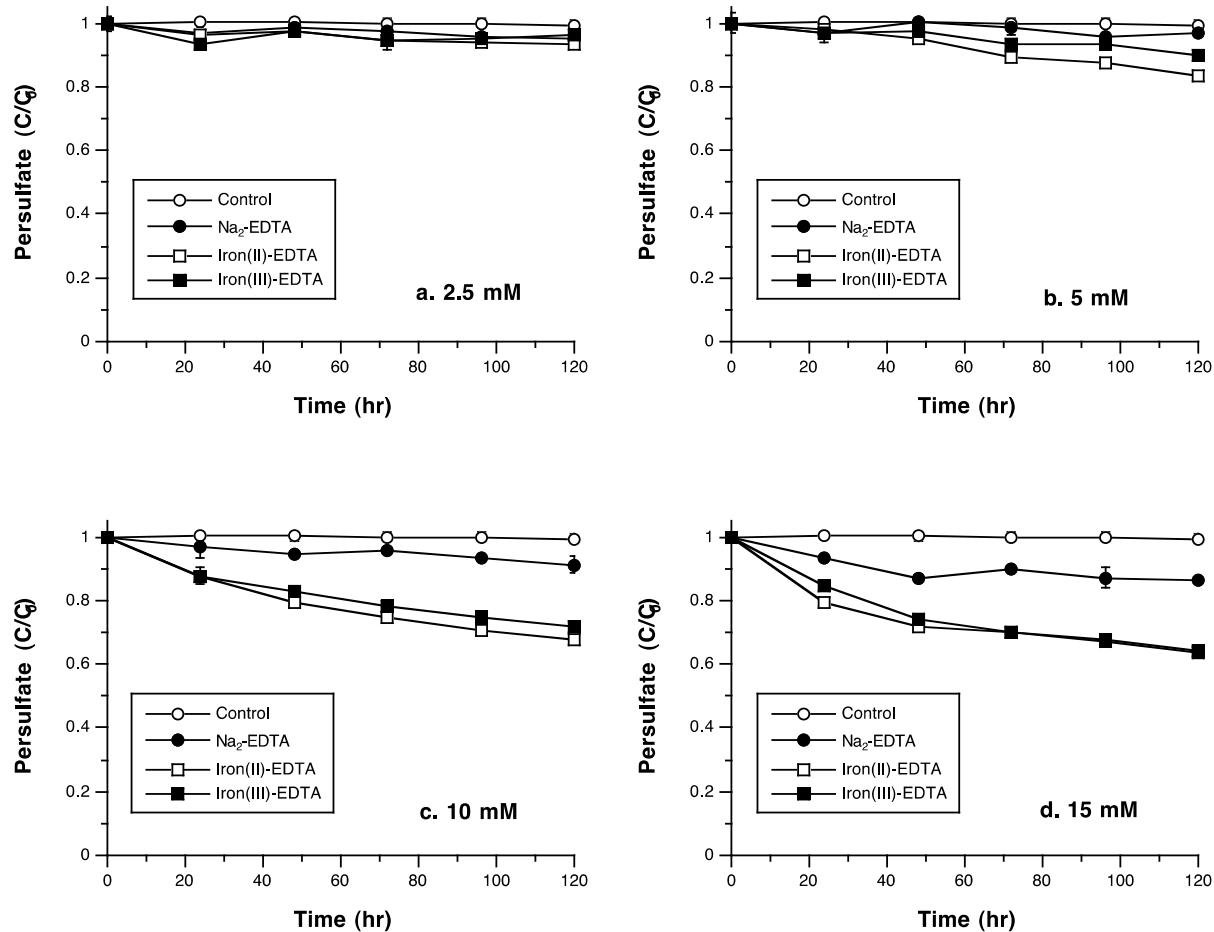 Persulfate (C/C₀)
1
0.8
0.6
0.4
0.2
0
Control
Na₂-EDTA
Iron(II)-EDTA
Iron(III)-EDTA
a. 2.5 mM
0 20 40 60 80 100 120
Time (hr)
Persulfate (C/C₀)
1
0.8
0.6
0.4
0.2
0
Control
Na₂-EDTA
Iron(II)-EDTA
Iron(III)-EDTA
b. 5 mM
0 20 40 60 80 100 120
Time (hr)
Persulfate (C/C₀)
1
0.8
0.6
0.4
0.2
0
Control
Na₂-EDTA
Iron(II)-EDTA
Iron(III)-EDTA
c. 10 mM
0 20 40 60 80 100 120
Time (hr)
Persulfate (C/C₀)
1
0.8
0.6
0.4
0.2
0
Control
Na₂-EDTA
Iron(II)-EDTA
Iron(III)-EDTA
d. 15 mM
0 20 40 60 80 100 120
Time (hr)